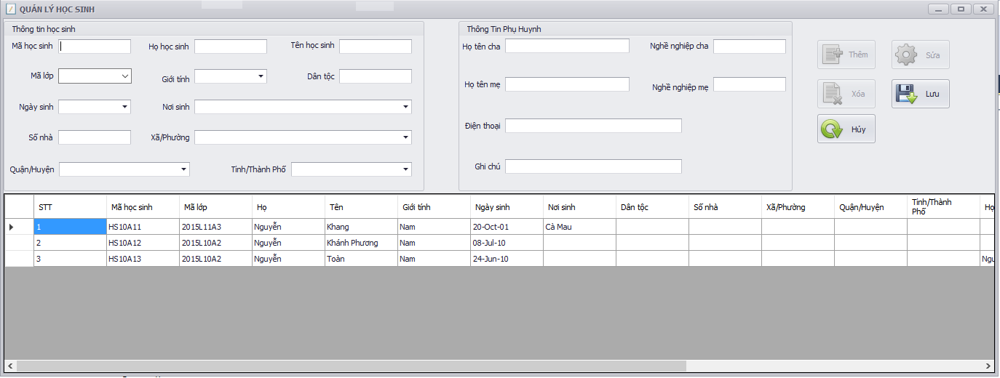 QUẢN LÝ HỌC SINH
Thông tin học sinh
Mã học sinh Họ học sinh Tên học sinh
Mã lớp Giới tính Dân tộc
Ngày sinh Nơi sinh
Số nhà Xã/Phường
Quận/Huyện Tỉnh/Thành Phố
Thông Tin Phụ Huynh
Họ tên cha Nghề nghiệp cha
Họ tên mẹ Nghề nghiệp mẹ
Điện thoại
Ghi chú
Thêm Sửa
Xóa Lưu
Hủy
STT Mã học sinh Mã lớp Họ Tên Giới tính Ngày sinh Nơi sinh Dân tộc Số nhà Xã/Phường Quận/Huyện Tỉnh/Thành Phố Họ
1 HS10A11 2015L11A3 Nguyễn Khang Nam 20-Oct-01 Cà Mau
2 HS10A12 2015L10A2 Nguyễn Khánh Phương Nam 08-Jul-10
3 HS10A13 2015L10A2 Nguyễn Toàn Nam 24-Jun-10